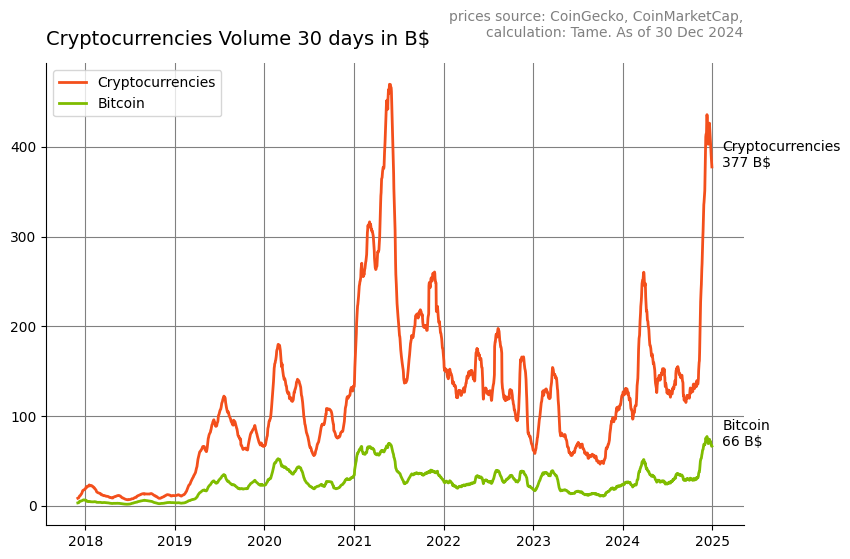 prices source: CoinGecko, CoinMarketCap,
calculation: Tame. As of 30 Dec 2024
Cryptocurrencies Volume 30 days in B$
Cryptocurrencies
Bitcoin
400
300
200
100
0
Cryptocurrencies
377 B$
Bitcoin
66 B$
2018
2019
2020
2021
2022
2023
2024
2025